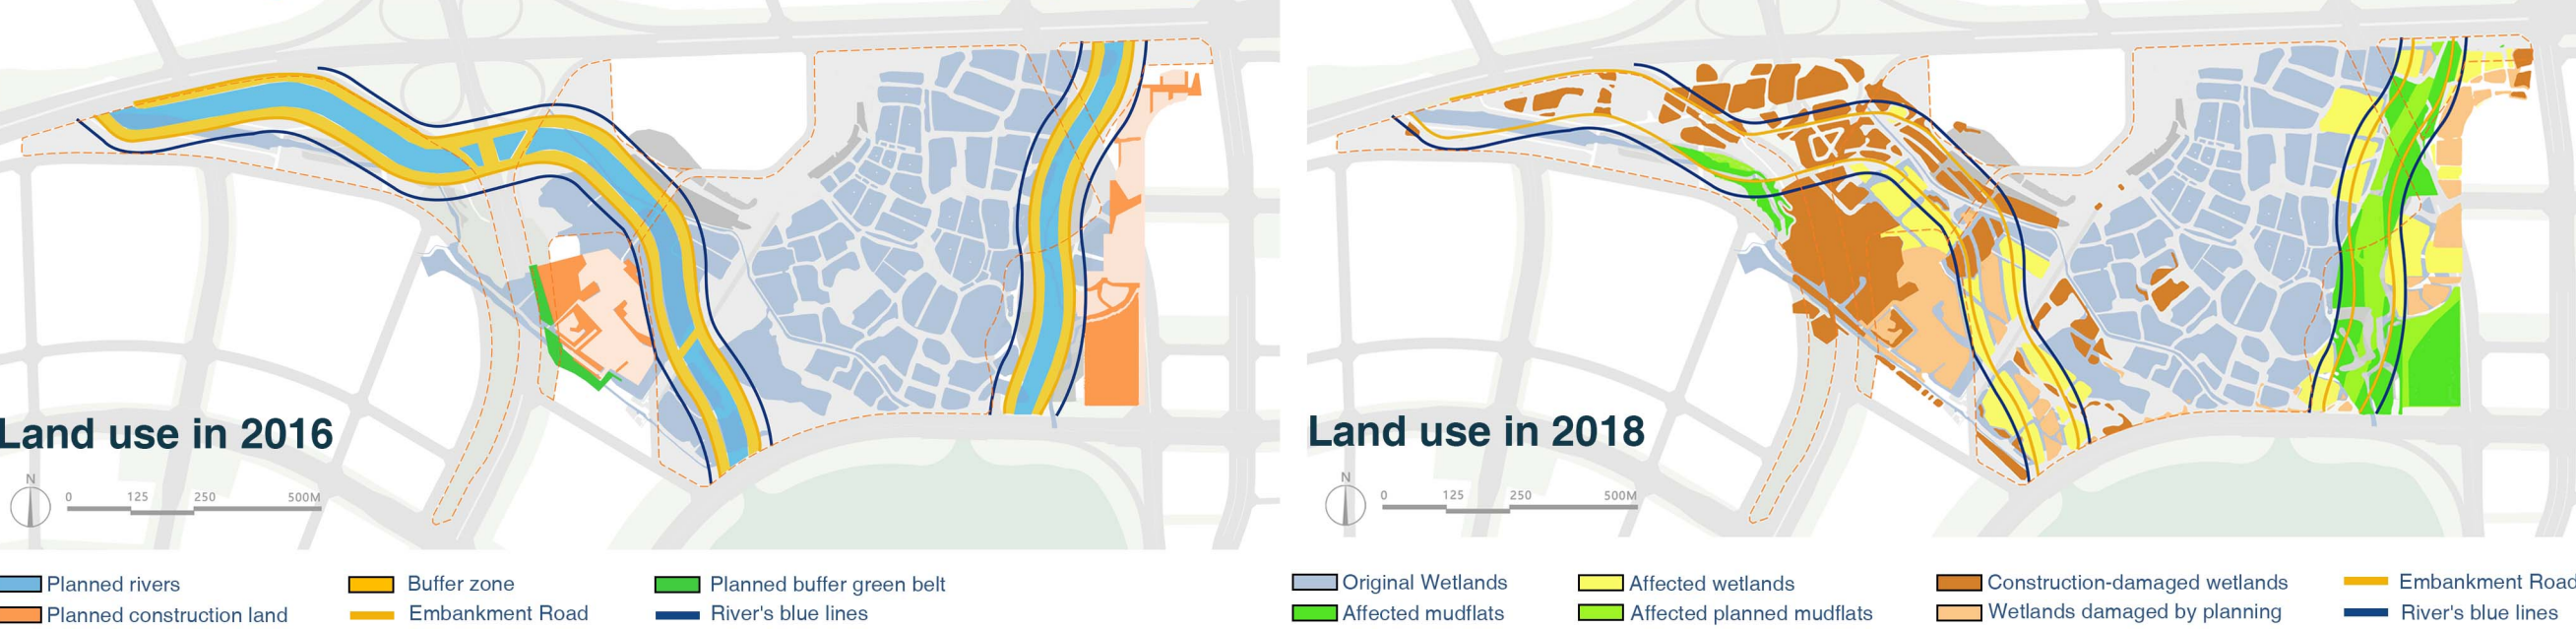 Land use in 2016
N
0 125 250 500M
Planned rivers
Buffer zone
Planned buffer green belt
Planned construction land
Embankment Road
River's blue lines
Land use in 2018
N
0 125 250 500M
Original Wetlands
Affected wetlands
Construction-damaged wetlands
Embankment Road
Affected mudflats
Affected planned mudflats
Wetlands damaged by planning
River's blue lines